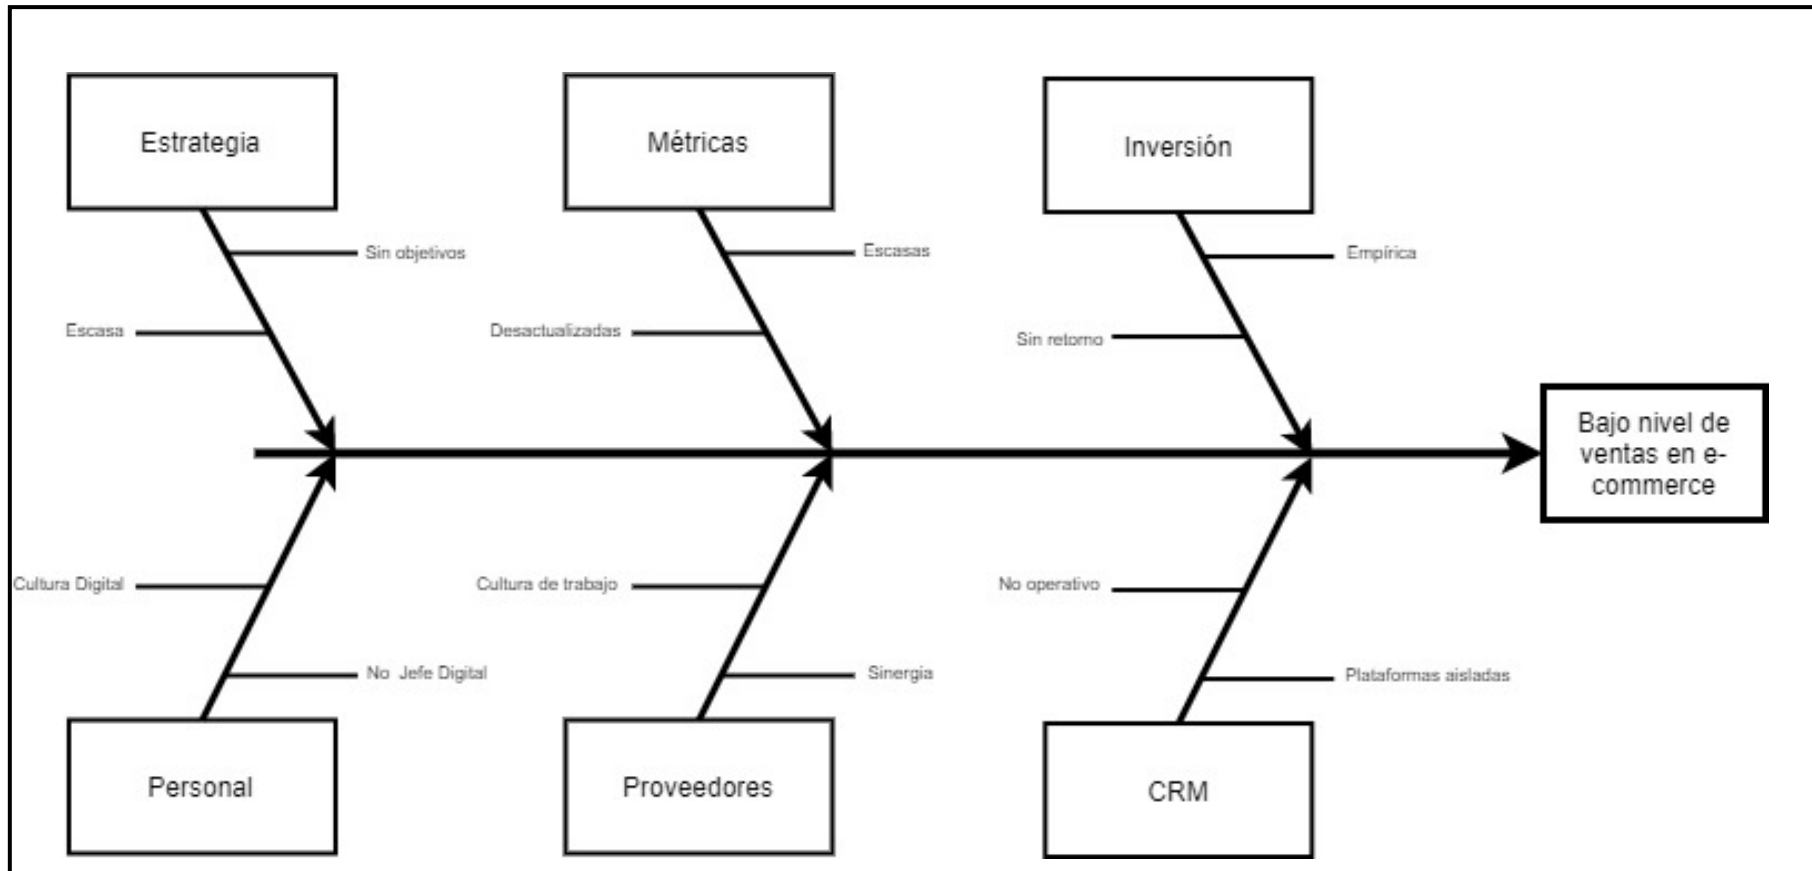 Estrategia
Métricas
Inversión
Sin objetivos
Escasas
Empírica
Escasa
Desactualizadas
Sin retorno
Bajo nivel de
ventas en e-
commerce
Cultura Digital
Cultura de trabajo
No operativo
No Jefe Digital
Sinergia
Plataformas aisladas
Personal
Proveedores
CRM